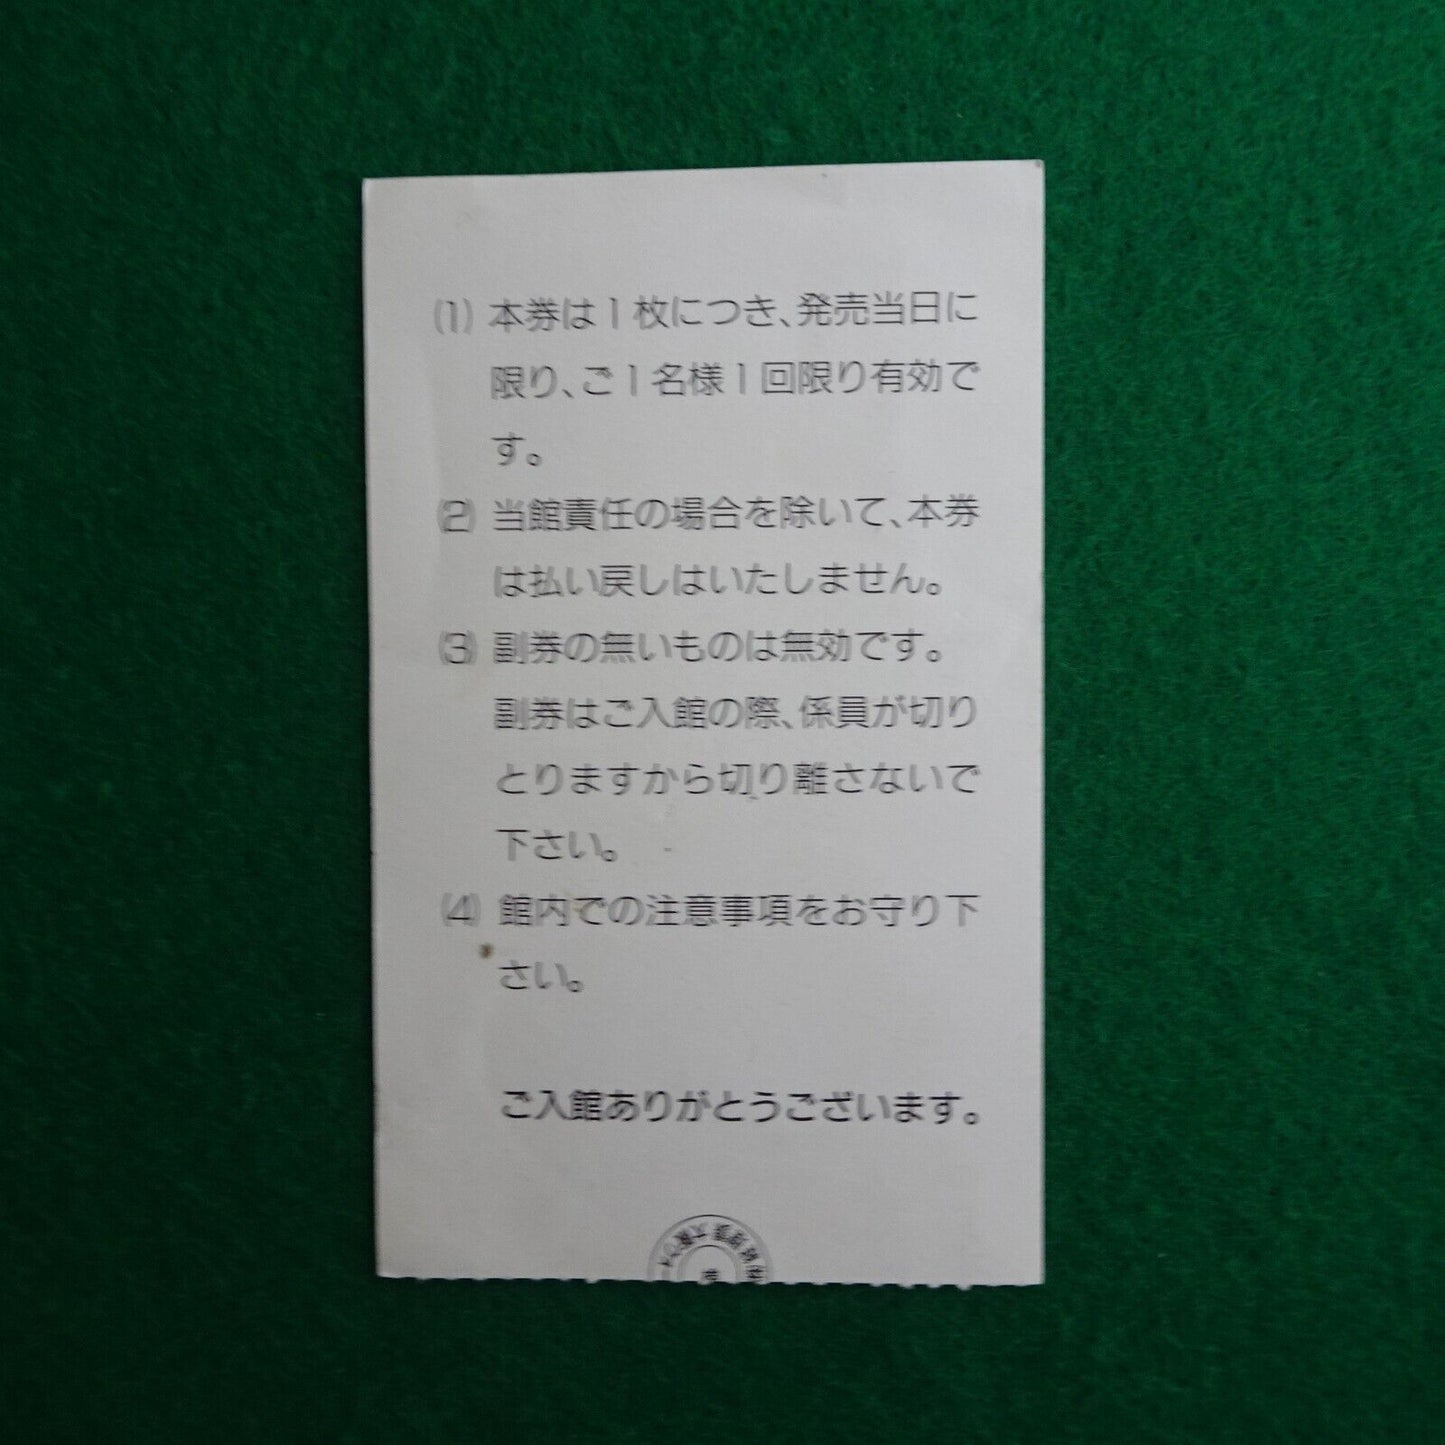 (1) 本券は1枚につき、発売当日に
限り、ご1名様1回限り有効で
す。
(2) 当館責任の場合を除いて、本券
は払い戻しはいたしません。
(3) 副券の無いものは無効です。
副券はご入館の際、係員が切り
とりますから切り離さないで
下さい。
(4) 館内での注意事項をお守り下
さい。
ご入館ありがとうございます。